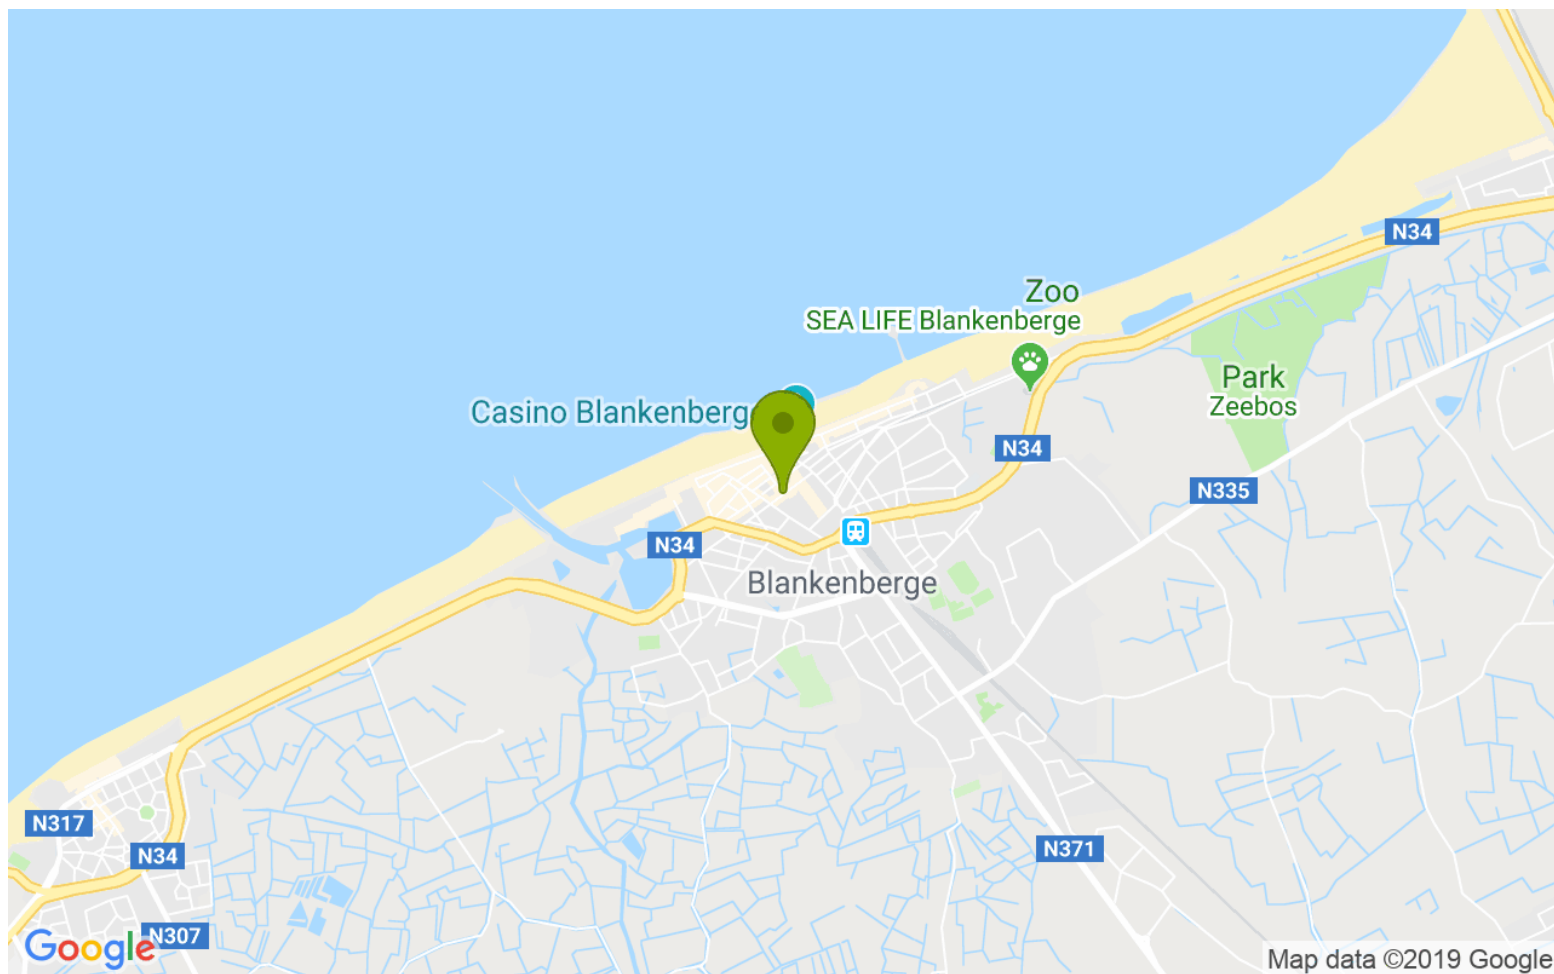 N34
Zoo
SEA LIFE Blankenberge
Park
Zeebos
Casino Blankenberge
N34
N335
N34
Blankenberge
N317
N34
N371
N307
Google
Map data ©2019 Google